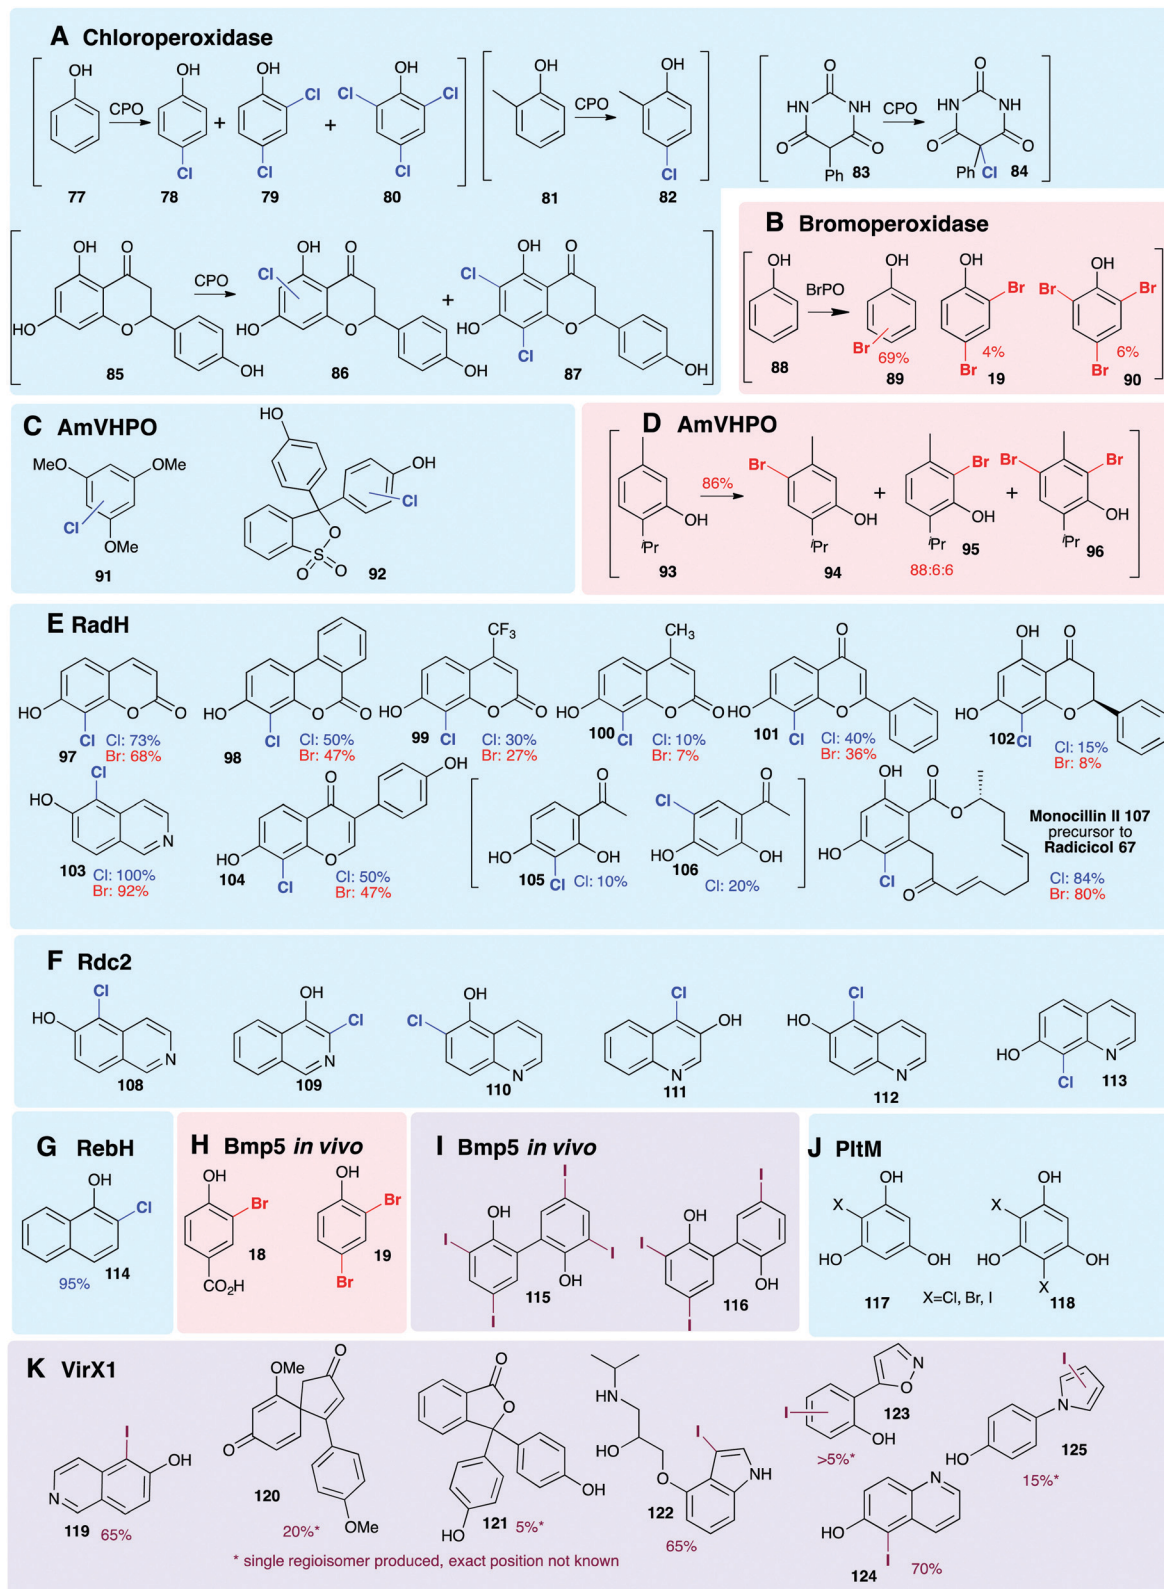 A Chloroperoxidase
OH OH OH OH OH OH O O
CPO Cl Cl Cl CPO HN NH CPO HN NH
+ +
O O O O
Cl Cl Cl Cl Ph Ph Cl
77 78 79 80 81 82 83 84
B Bromoperoxidase
OH OH OH OH
BrPO Br Br Br
Br 69% 4% 6%
Br Br
88 89 19 90
OH O OH O OH O
CPO Cl Cl
+
HO O HO O HO O
Cl
OH OH OH
85 86 87
C AmVHPO
MeO OMe
Cl
OMe
91
HO
OH
Cl
O
S
O O
92
D AmVHPO
86% Br Br Br Br
+ +
OH OH OH OH
iPr iPr iPr iPr
93 94 95 96
88:6:6
E RadH
CF3 CH3 O OH O
HO O O HO O O HO O O HO O O HO O HO O
Cl Cl Cl Cl Cl Cl
97 98 99 100 101 102
Cl: 73% Cl: 50% Cl: 30% Cl: 10% Cl: 40% Cl: 15%
Br: 68% Br: 47% Br: 27% Br: 7% Br: 36% Br: 8%
Cl
HO
N
103
Cl: 100%
Br: 92%
OH
O
HO O
Cl
104
Cl: 50%
Br: 47%
O
HO OH
Cl
105
Cl: 10%
O
Cl
HO OH
106
Cl: 20%
OH O
O
HO
Cl
O
Monocillin II 107
precursor to
Radicicol 67
Cl: 84%
Br: 80%
F Rdc2
Cl OH OH Cl Cl
HO Cl Cl OH HO HO
N N N N N N
Cl
108 109 110 111 112 113
G RebH
OH
Cl
114
95%
H Bmp5 in vivo
OH OH
Br Br
18 19
CO2H Br
I Bmp5 in vivo
I I
OH OH
I I I
OH OH
I I
115 116
J PltM
OH OH
X X
HO OH HO OH
X
117 X=Cl, Br, I 118
K VirX1
I
OH
N
119 65%
OMe O
O
120
20%*
OMe
O
O
OH
HO
121 5%*
HN
HO
O
I
NH
122
65%
O N
I
OH
123
>5%*
I
N
HO
125
15%*
N
HO
I
124 70%
* single regioisomer produced, exact position not known